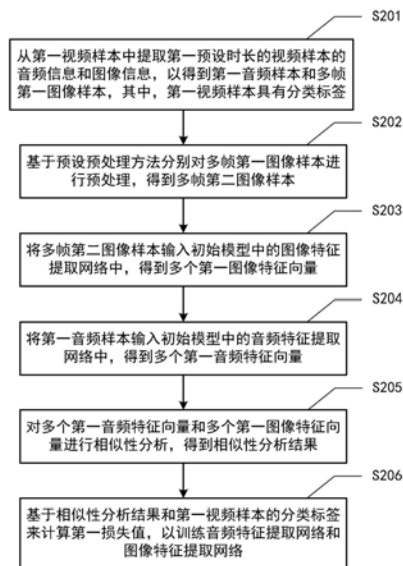 S201
从第一视频样本中提取第一预设时长的视频样本的
音频信息和图像信息，以得到第一音频样本和多帧
第一图像样本，其中，第一视频样本具有分类标签
S202
基于预设预处理方法分别对多帧第一图像样本进
行预处理，得到多帧第二图像样本
S203
将多帧第二图像样本输入初始模型中的图像特征
提取网络中，得到多个第一图像特征向量
S204
将第一音频样本输入初始模型中的音频特征提取
网络中，得到多个第一音频特征向量
S205
对多个第一音频特征向量和多个第一图像特征向
量进行相似性分析，得到相似性分析结果
S206
基于相似性分析结果和第一视频样本的分类标签
来计算第一损失值，以训练音频特征提取网络和
图像特征提取网络